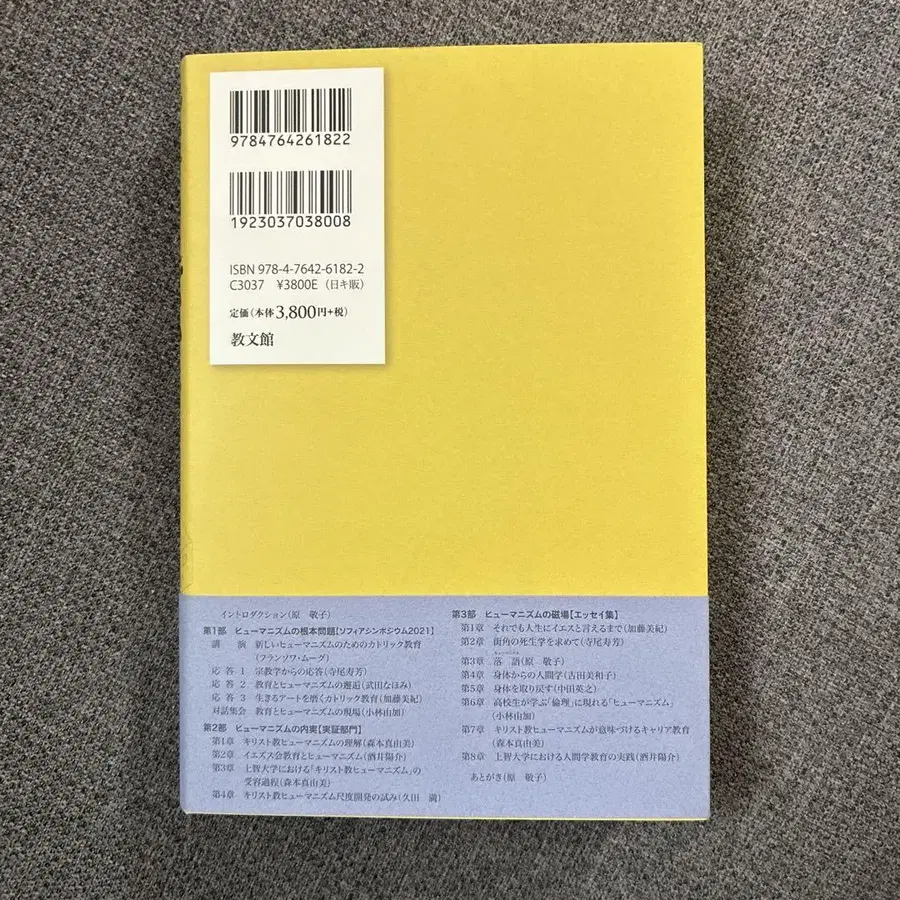 9784764261822
1923037038008
ISBN 978-4-7642-6182-2
C3037 ¥3800E (日キ販)
定価(本体3,800円+税)
教文館
イントロダクション(原 敬子)
第1部 ヒューマニズムの根本問題【ソフィアシンポジウム2021】
講 演 新しいヒューマニズムのためのカトリック教育
(フランソワ・ムーグ)
応 答 1 宗教学からの応答(寺尾寿芳)
応 答 2 教育とヒューマニズムの邂逅(武田なほみ)
応 答 3 生きるアートを磨くカトリック教育(加藤美紀)
対話集会 教育とヒューマニズムの現場(小林由加)
第2部 ヒューマニズムの内実【実証部門】
第1章 キリスト教ヒューマニズムの理解(森本真由美)
第2章 イエズス会教育とヒューマニズム(酒井陽介)
第3章 上智大学における「キリスト教ヒューマニズム」の
受容過程(森本真由美)
第4章 キリスト教ヒューマニズム尺度開発の試み(久田 満)
第3部 ヒューマニズムの磁場【エッセイ集】
第1章 それでも人生にイエスと言えるまで(加藤美紀)
第2章 街角の死生学を求めて(寺尾寿芳)
第3章 落語(原 敬子)
第4章 身体からの人間学(吉田美和子)
第5章 身体を取り戻す(中田英之)
第6章 高校生が学ぶ「倫理」に現れる「ヒューマニズム」
(小林由加)
第7章 キリスト教ヒューマニズムが意味づけるキャリア教育
(森本真由美)
第8章 上智大学における人間学教育の実践(酒井陽介)
あとがき(原 敬子)